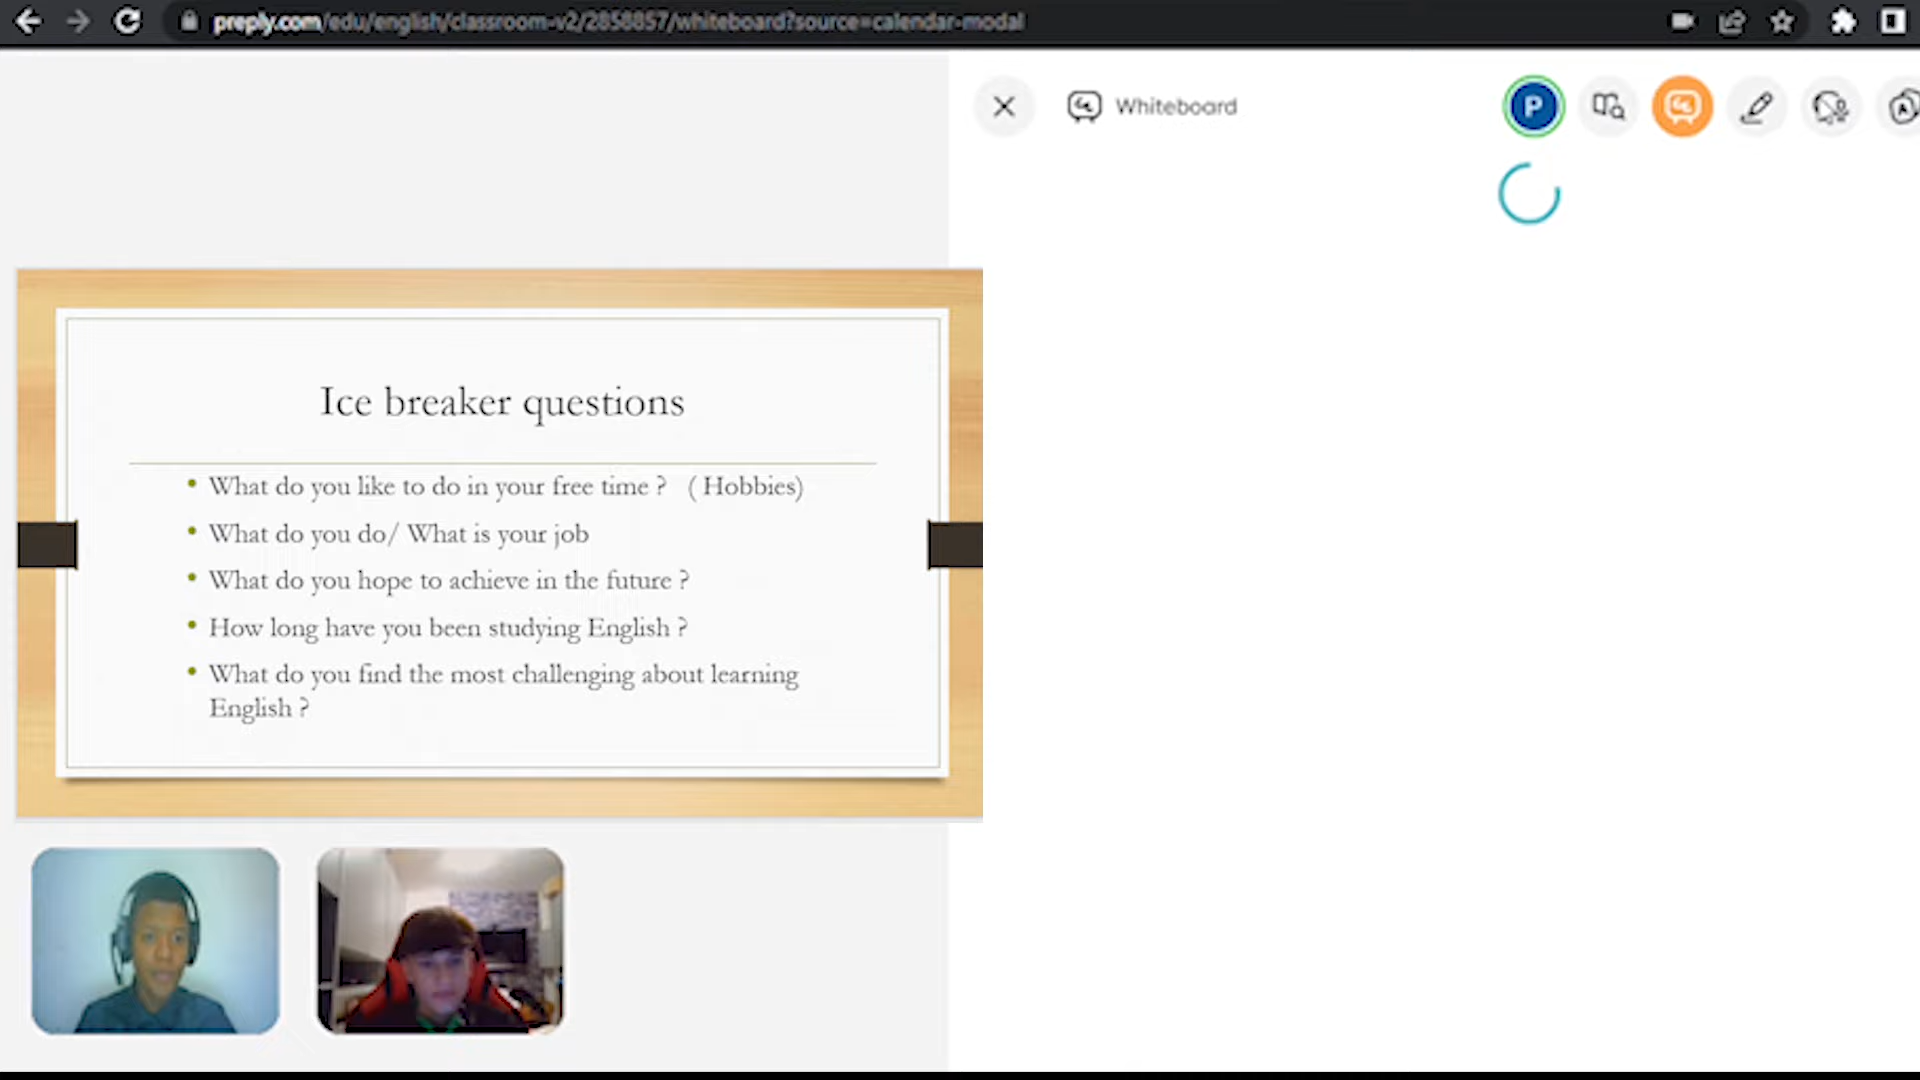 preply.com/edu/english/classroom-v2/2858857/whiteboard?source=calendar-modal
Whiteboard
P
A
Ice breaker questions
• What do you like to do in your free time ? ( Hobbies)
• What do you do/ What is your job
• What do you hope to achieve in the future ?
• How long have you been studying English ?
• What do you find the most challenging about learning
English ?